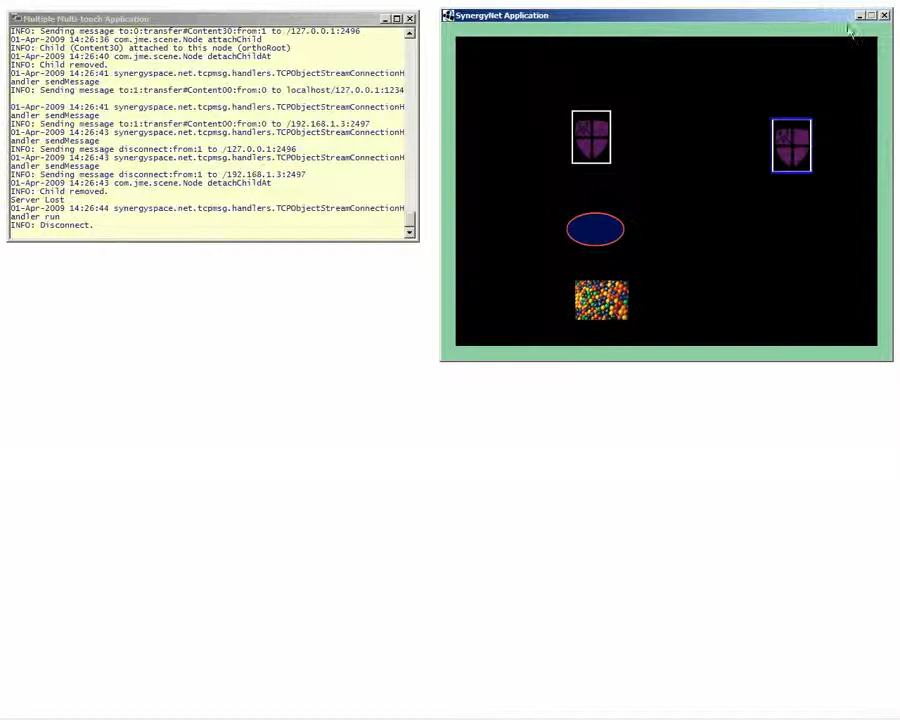 Multiple Multi-touch Application
INFO: Sending message to:0:transfer#Content30:from:1 to /127.0.0.1:2496
01-Apr-2009 14:26:36 com.jme.scene.Node attachChild
INFO: Child (Content30) attached to this node (orthoRoot)
01-Apr-2009 14:26:40 com.jme.scene.Node detachChildAt
INFO: Child removed.
01-Apr-2009 14:26:41 synergyspace.net.tcpmsg.handlers.TCPObjectStreamConnectionH
andler sendMessage
INFO: Sending message to:1:transfer#Content00:from:0 to localhost/127.0.0.1:1234
01-Apr-2009 14:26:41 synergyspace.net.tcpmsg.handlers.TCPObjectStreamConnectionH
andler sendMessage
INFO: Sending message to:1:transfer#Content00:from:0 to /192.168.1.3:2497
01-Apr-2009 14:26:43 synergyspace.net.tcpmsg.handlers.TCPObjectStreamConnectionH
andler sendMessage
INFO: Sending message disconnect:from:1 to /127.0.0.1:2496
01-Apr-2009 14:26:43 synergyspace.net.tcpmsg.handlers.TCPObjectStreamConnectionH
andler sendMessage
INFO: Sending message disconnect:from:1 to /192.168.1.3:2497
01-Apr-2009 14:26:43 com.jme.scene.Node detachChildAt
INFO: Child removed.
Server Lost
01-Apr-2009 14:26:44 synergyspace.net.tcpmsg.handlers.TCPObjectStreamConnectionH
andler run
INFO: Disconnect.
SynergyNet Application